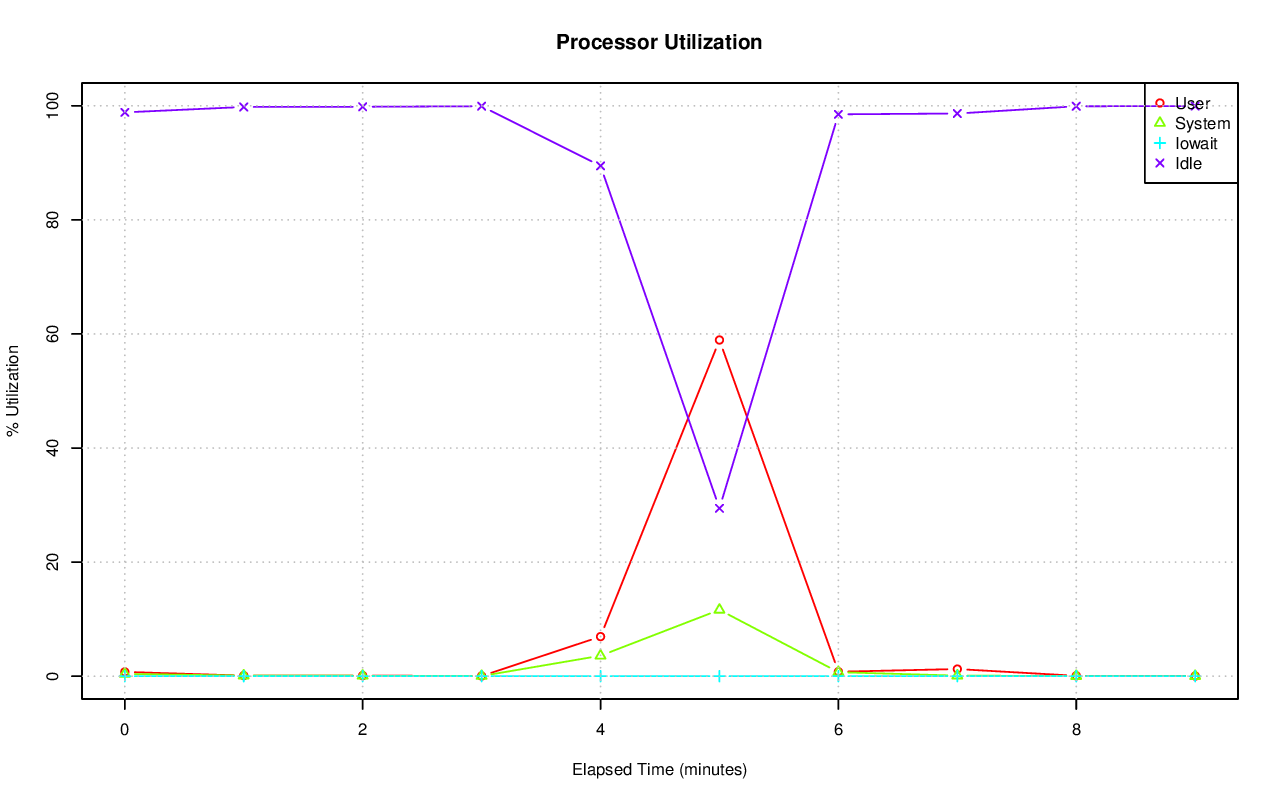 Processor Utilization
User
System
Iowait
Idle
100
80
60
40
20
0
% Utilization
0 2 4 6 8
Elapsed Time (minutes)